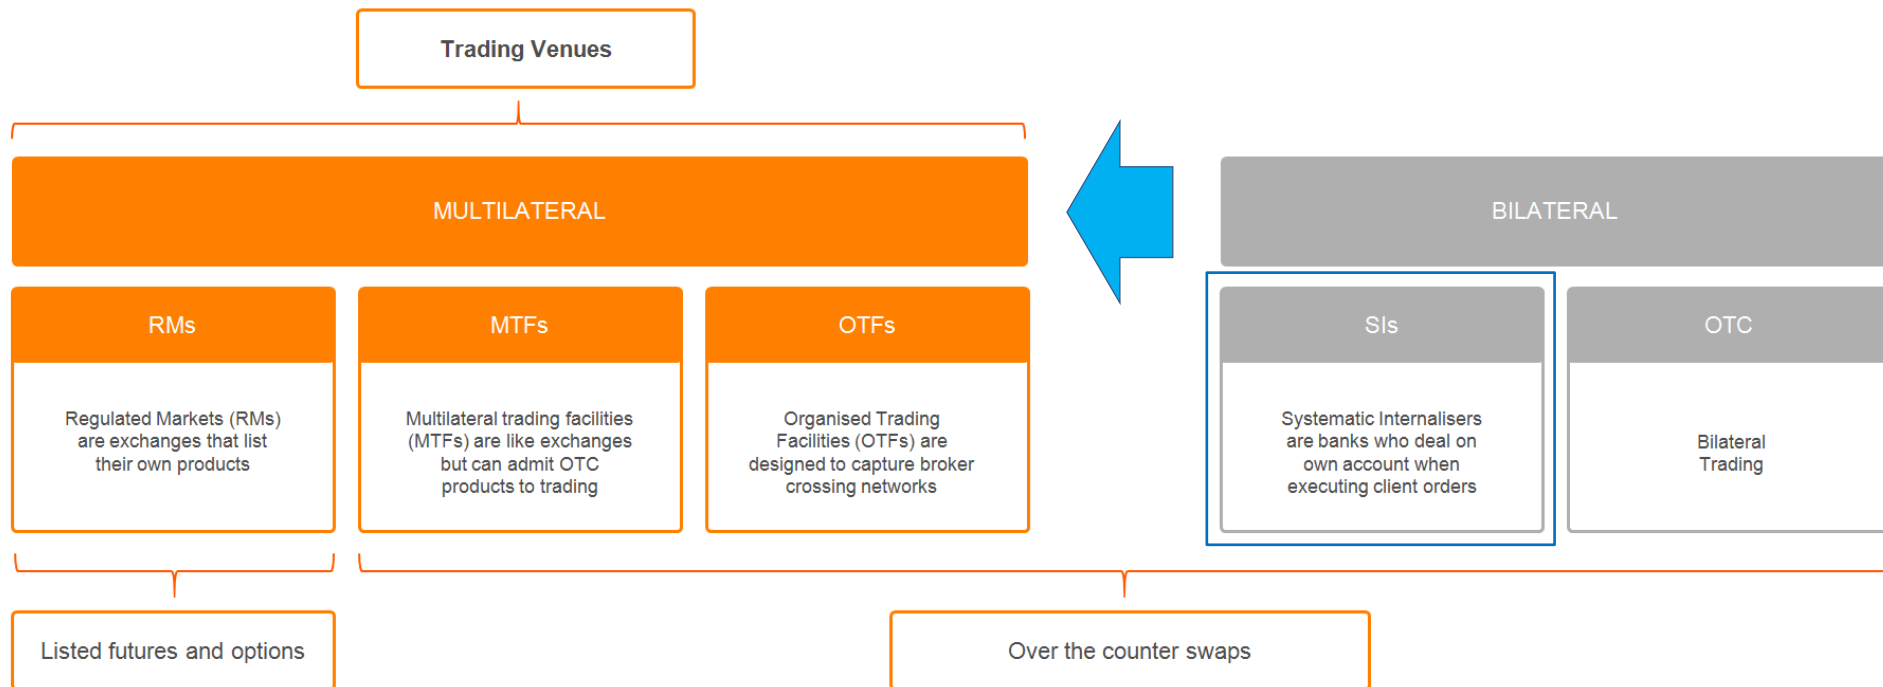 Trading Venues
MULTILATERAL
BILATERAL
RMs
MTFs
OTFs
SIs
OTC
Regulated Markets (RMs)
are exchanges that list
their own products
Multilateral trading facilities
(MTFs) are like exchanges
but can admit OTC
products to trading
Organised Trading
Facilities (OTFs) are
designed to capture broker
crossing networks
Systematic Internalisers
are banks who deal on
own account when
executing client orders
Bilateral
Trading
Listed futures and options
Over the counter swaps